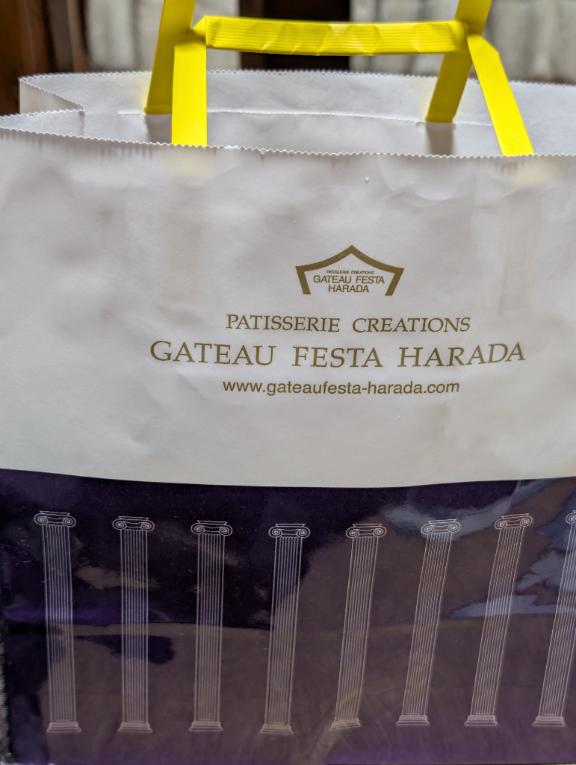 PATISSERIE CREATIONS
GATEAU FESTA
HARADA
PATISSERIE CREATIONS
GATEAU FESTA HARADA
www.gateaufesta-harada.com